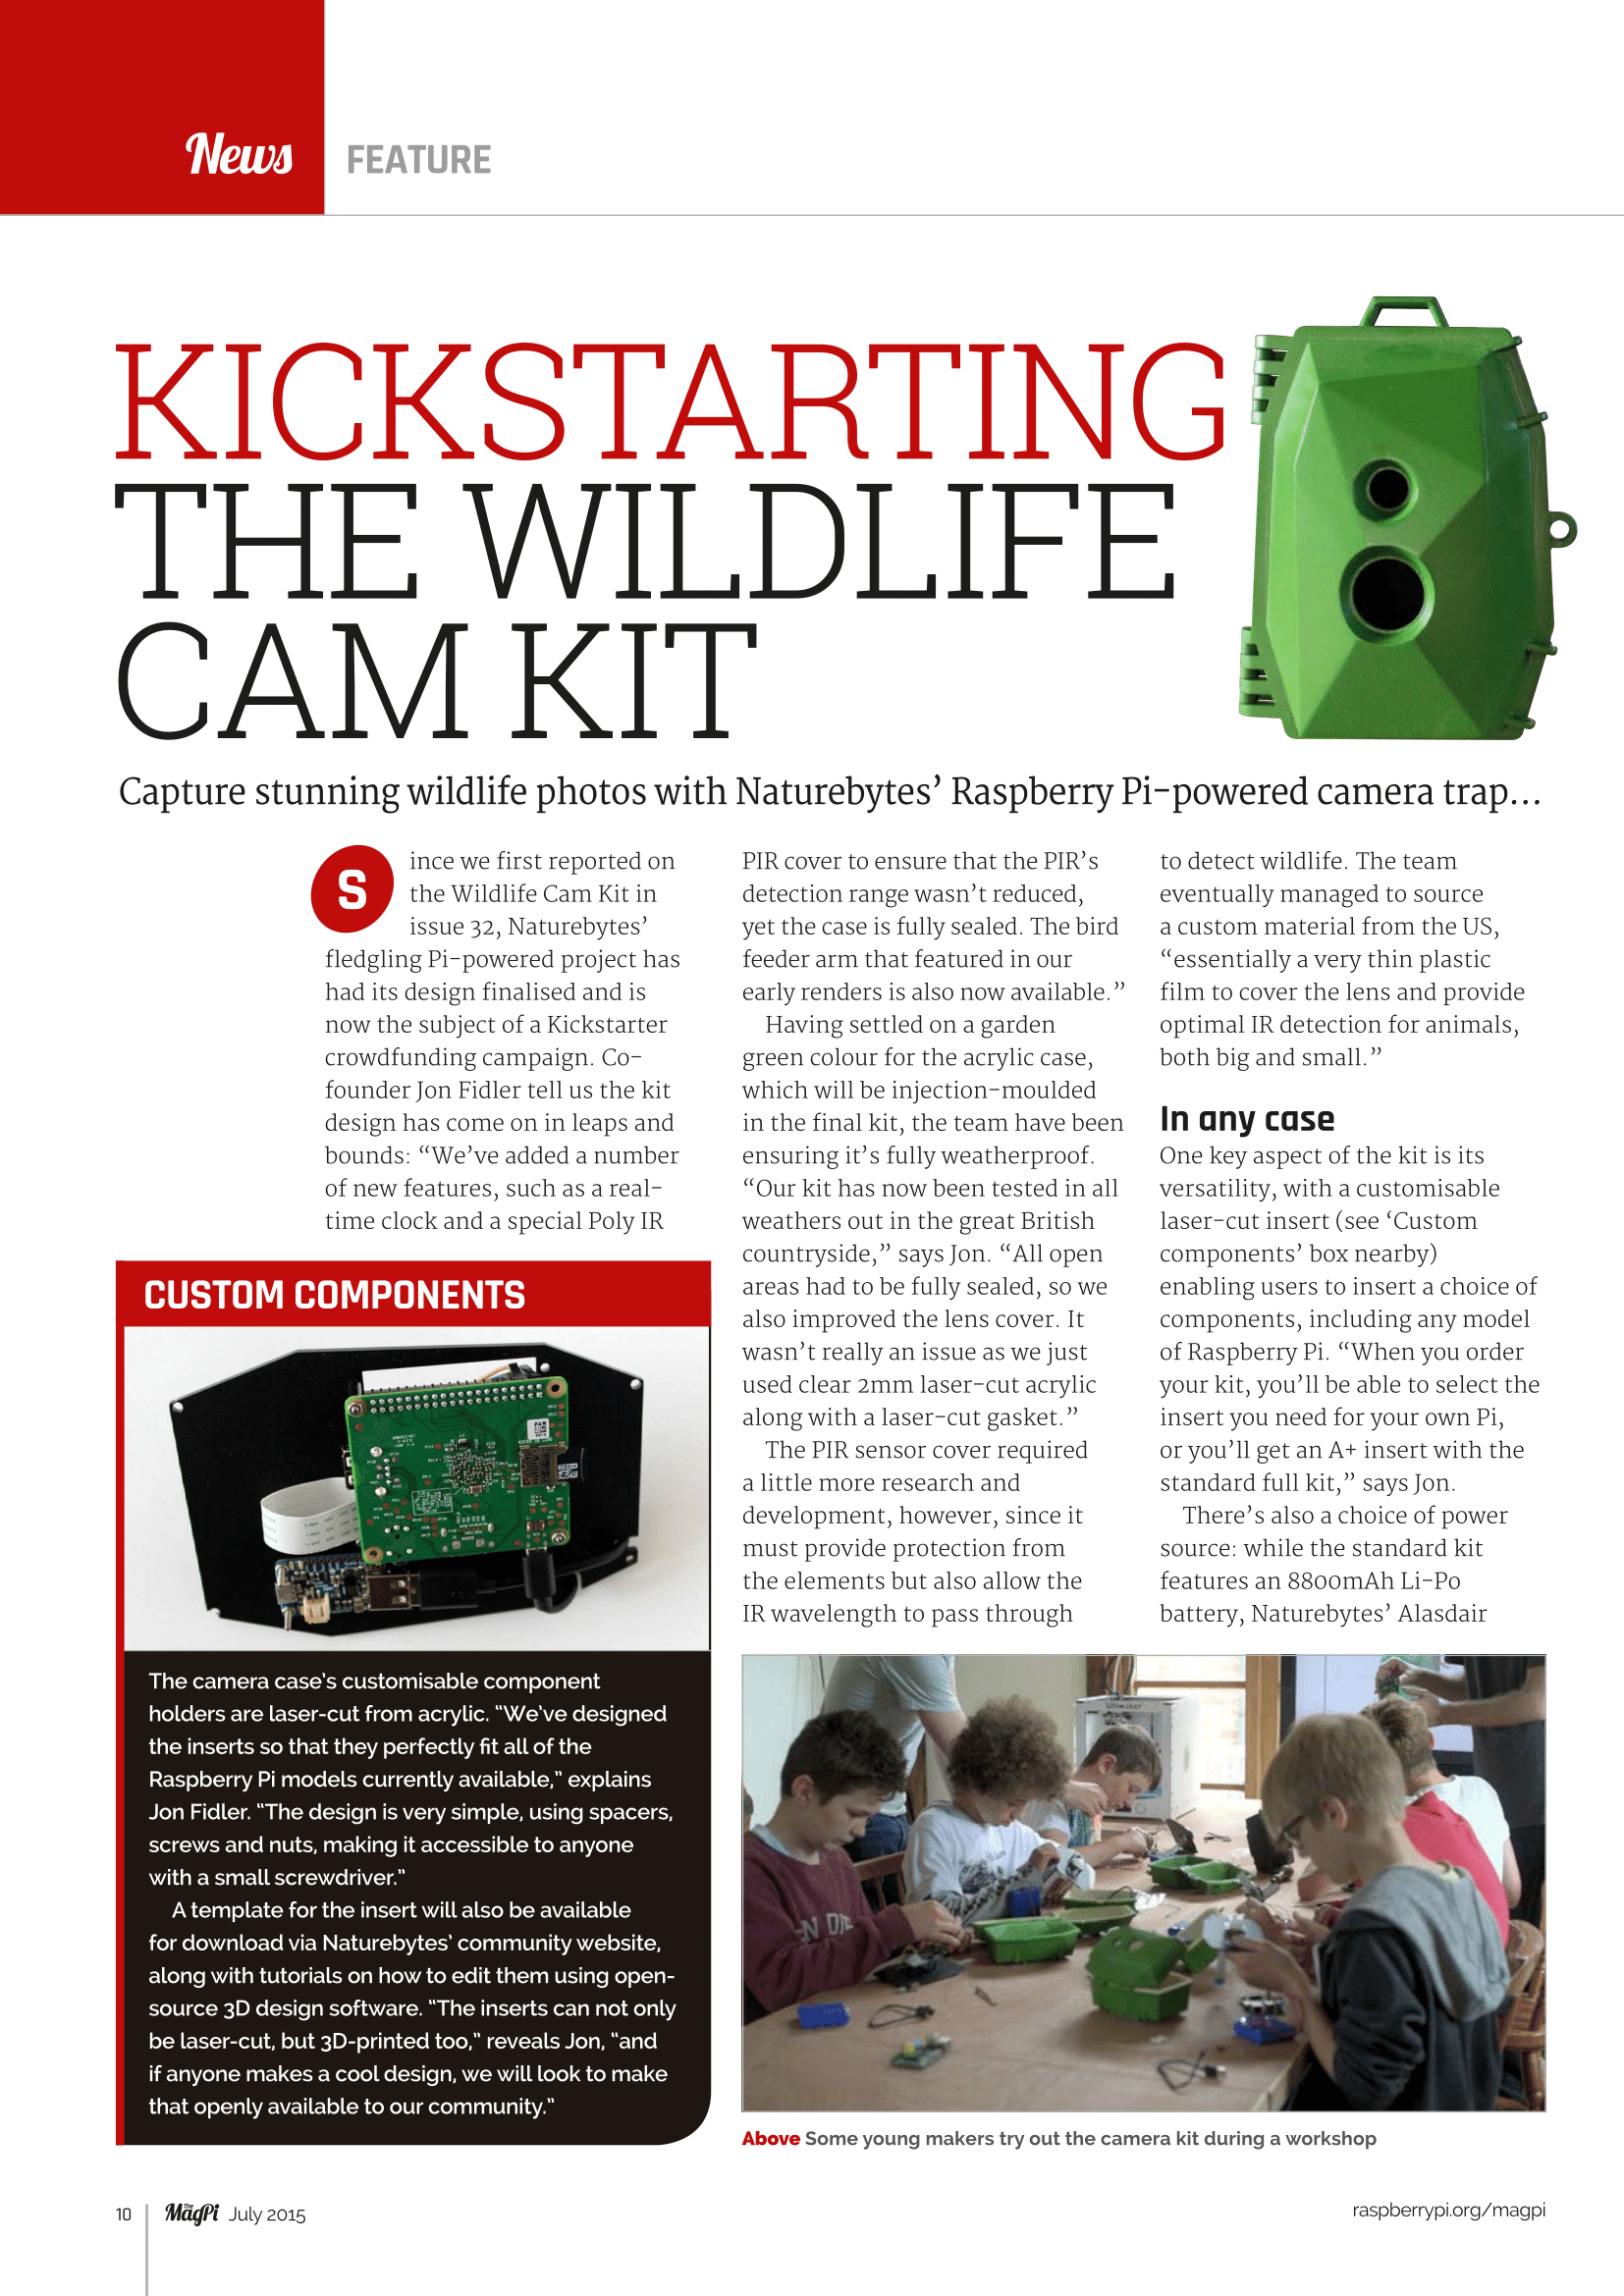 News
FEATURE
KICKSTARTING
THE WILDLIFE
CAM KIT
Capture stunning wildlife photos with Naturebytes’ Raspberry Pi-powered camera trap...
Since we first reported on
the Wildlife Cam Kit in
issue 32, Naturebytes’
fledgling Pi-powered project has
had its design finalised and is
now the subject of a Kickstarter
crowdfunding campaign. Co-
founder Jon Fidler tell us the kit
design has come on in leaps and
bounds: “We’ve added a number
of new features, such as a real-
time clock and a special Poly IR
PIR cover to ensure that the PIR’s
detection range wasn’t reduced,
yet the case is fully sealed. The bird
feeder arm that featured in our
early renders is also now available.”
Having settled on a garden
green colour for the acrylic case,
which will be injection-moulded
in the final kit, the team have been
ensuring it’s fully weatherproof.
“Our kit has now been tested in all
weathers out in the great British
countryside,” says Jon. “All open
areas had to be fully sealed, so we
also improved the lens cover. It
wasn’t really an issue as we just
used clear 2mm laser-cut acrylic
along with a laser-cut gasket.”
The PIR sensor cover required
a little more research and
development, however, since it
must provide protection from
the elements but also allow the
IR wavelength to pass through
to detect wildlife. The team
eventually managed to source
a custom material from the US,
“essentially a very thin plastic
film to cover the lens and provide
optimal IR detection for animals,
both big and small.”
In any case
One key aspect of the kit is its
versatility, with a customisable
laser-cut insert (see ‘Custom
components’ box nearby)
enabling users to insert a choice of
components, including any model
of Raspberry Pi. “When you order
your kit, you’ll be able to select the
insert you need for your own Pi,
or you’ll get an A+ insert with the
standard full kit,” says Jon.
There’s also a choice of power
source: while the standard kit
features an 8800mAh Li-Po
battery, Naturebytes’ Alasdair
CUSTOM COMPONENTS
The camera case’s customisable component
holders are laser-cut from acrylic. “We’ve designed
the inserts so that they perfectly fit all of the
Raspberry Pi models currently available,” explains
Jon Fidler. “The design is very simple, using spacers,
screws and nuts, making it accessible to anyone
with a small screwdriver.”
A template for the insert will also be available
for download via Naturebytes’ community website,
along with tutorials on how to edit them using open-
source 3D design software. “The inserts can not only
be laser-cut, but 3D-printed too,” reveals Jon, “and
if anyone makes a cool design, we will look to make
that openly available to our community.”
Above Some young makers try out the camera kit during a workshop
10
The MagPi July 2015
raspberrypi.org/magpi